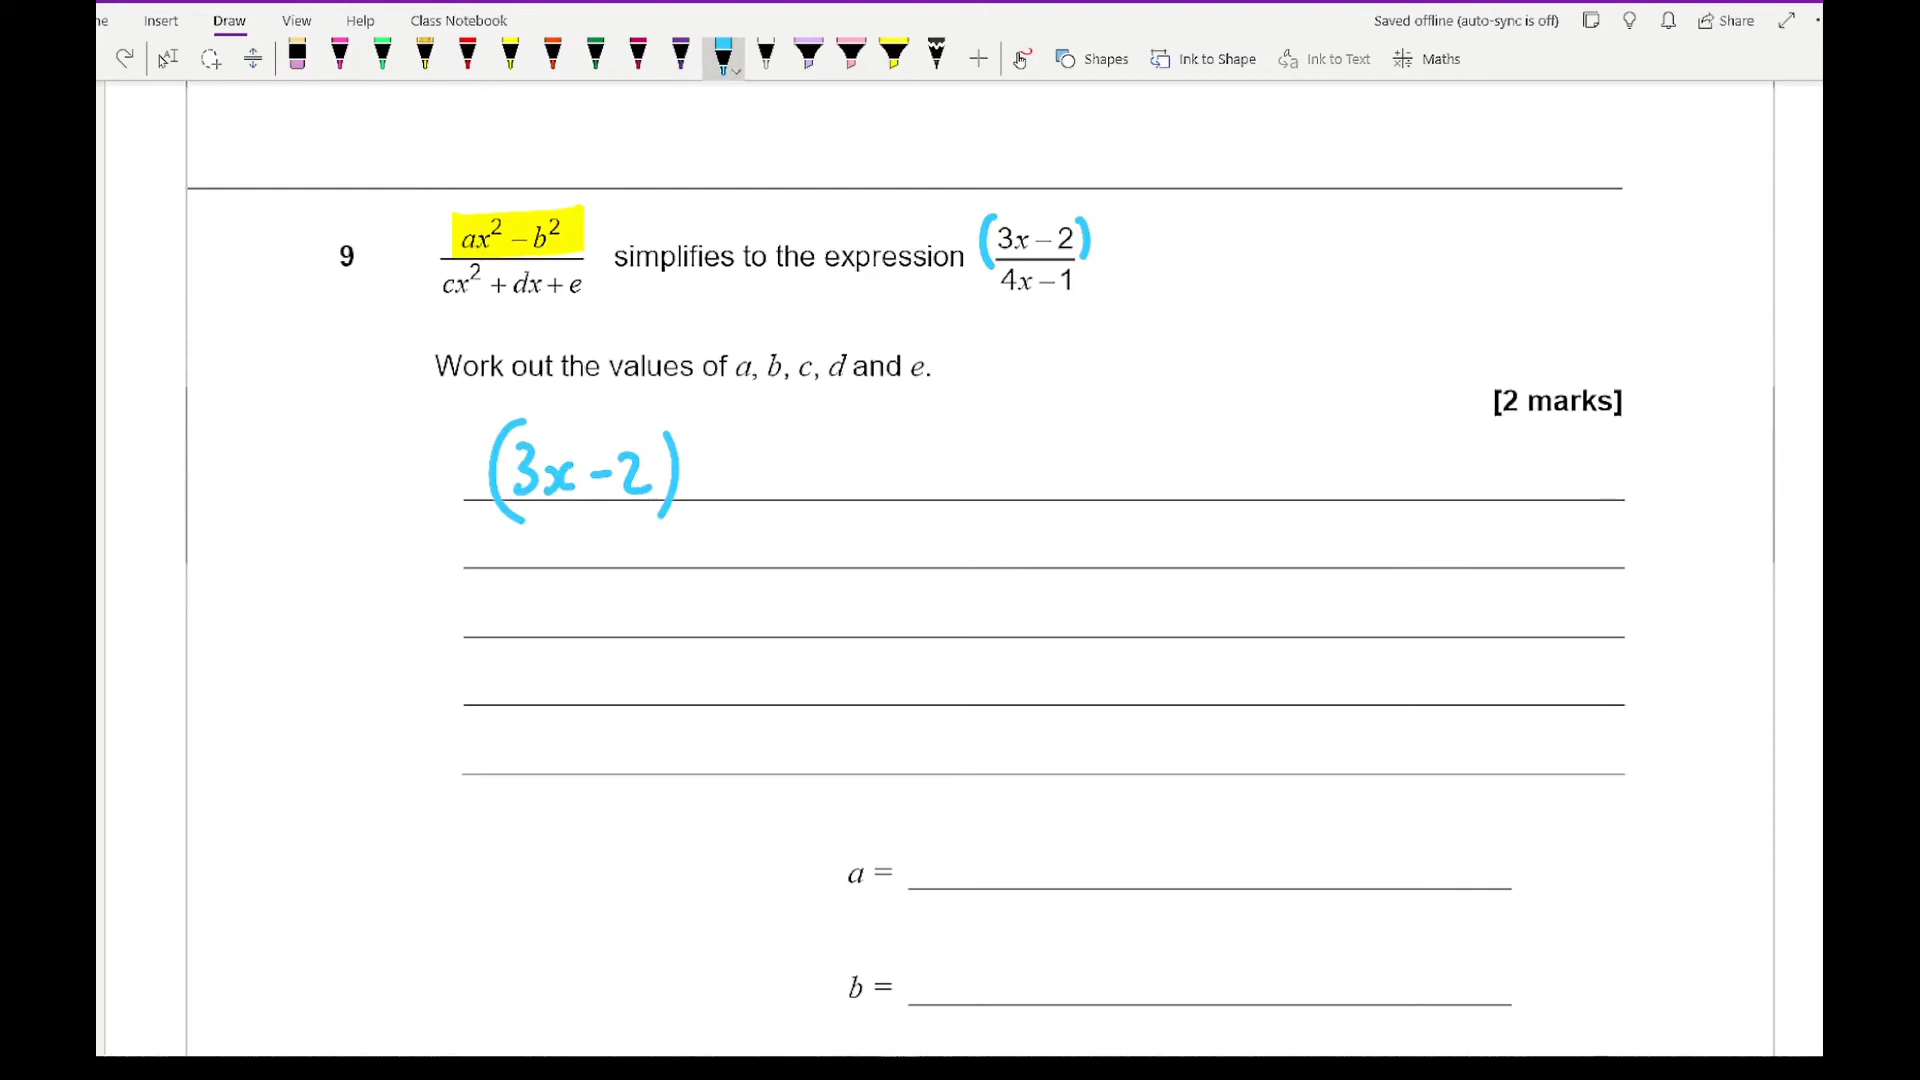 ne Insert Draw View Help Class Notebook Saved offline (auto-sync is off) Share
Shapes Ink to Shape Ink to Text Maths
9 ax² – b² / cx² + dx + e simplifies to the expression (3x – 2) / 4x – 1
Work out the values of a, b, c, d and e.
[2 marks]
(3x – 2)
a =
b =